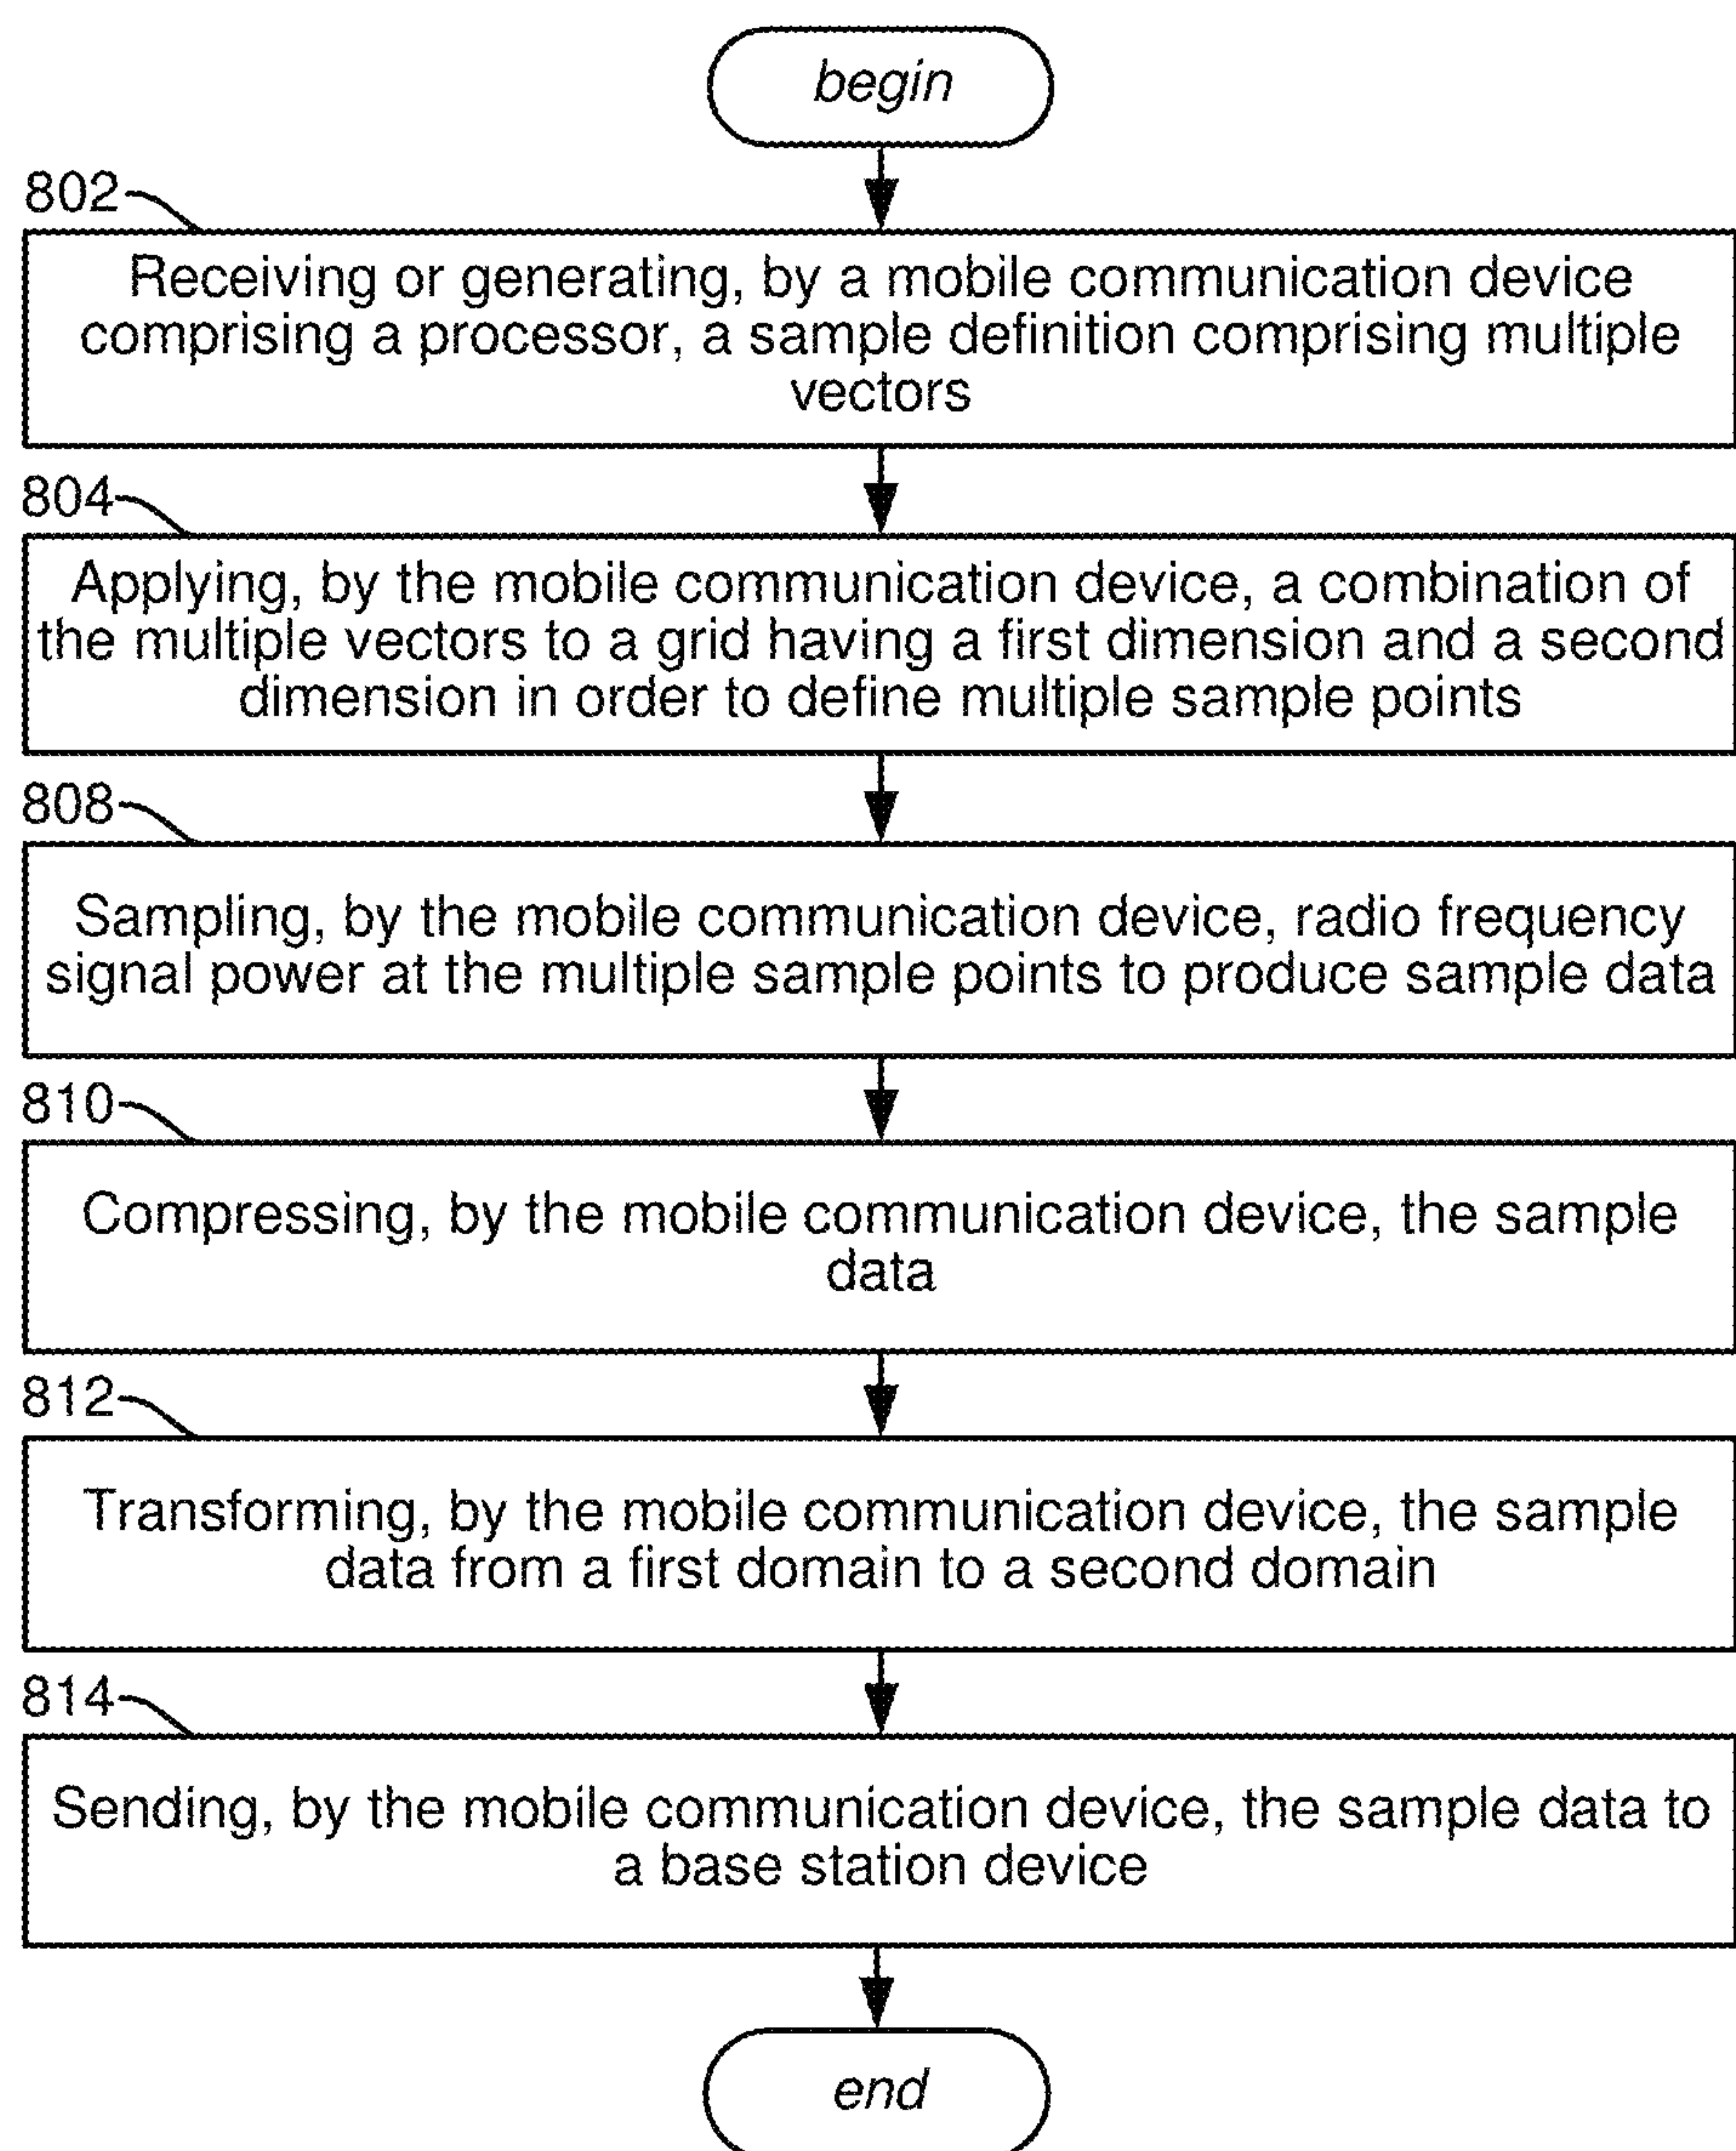 begin
802
Receiving or generating, by a mobile communication device
comprising a processor, a sample definition comprising multiple
vectors
804
Applying, by the mobile communication device, a combination of
the multiple vectors to a grid having a first dimension and a second
dimension in order to define multiple sample points
808
Sampling, by the mobile communication device, radio frequency
signal power at the multiple sample points to produce sample data
810
Compressing, by the mobile communication device, the sample
data
812
Transforming, by the mobile communication device, the sample
data from a first domain to a second domain
814
Sending, by the mobile communication device, the sample data to
a base station device
end